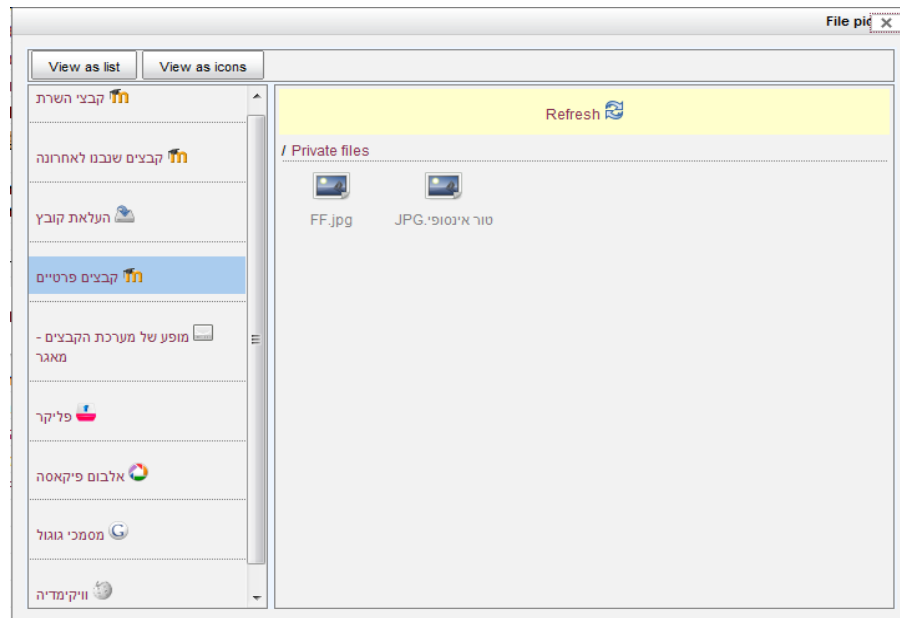 File pic
View as list
View as icons
קבצי השרת
קבצים שנבנו לאחרונה
העלאת קובץ
קבצים פרטיים
מופע של מערכת הקבצים -
מאגר
פליקר
אלבום פיקאסה
מסמכי גוגול
וויקימדיה
Refresh
/ Private files
FF.jpg
טור אינסופי.JPG